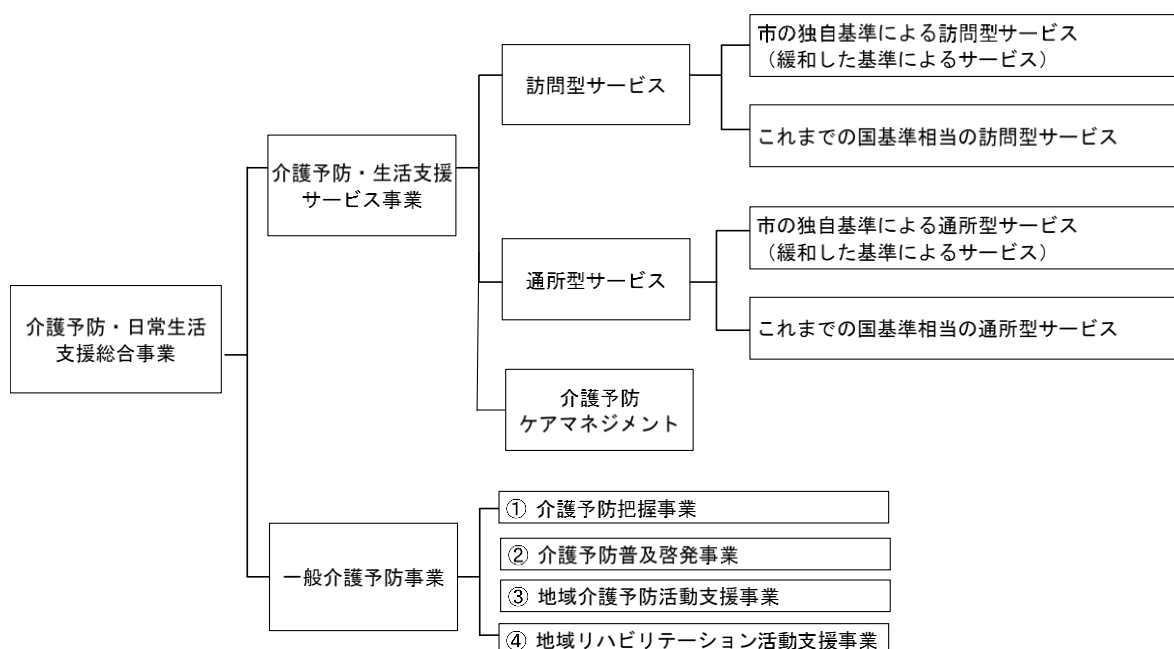 介護予防・日常生活
支援総合事業
介護予防・生活支援
サービス事業
訪問型サービス
市の独自基準による訪問型サービス
（緩和した基準によるサービス）
これまでの国基準相当の訪問型サービス
通所型サービス
市の独自基準による通所型サービス
（緩和した基準によるサービス）
これまでの国基準相当の通所型サービス
介護予防
ケアマネジメント
一般介護予防事業
① 介護予防把握事業
② 介護予防普及啓発事業
③ 地域介護予防活動支援事業
④ 地域リハビリテーション活動支援事業